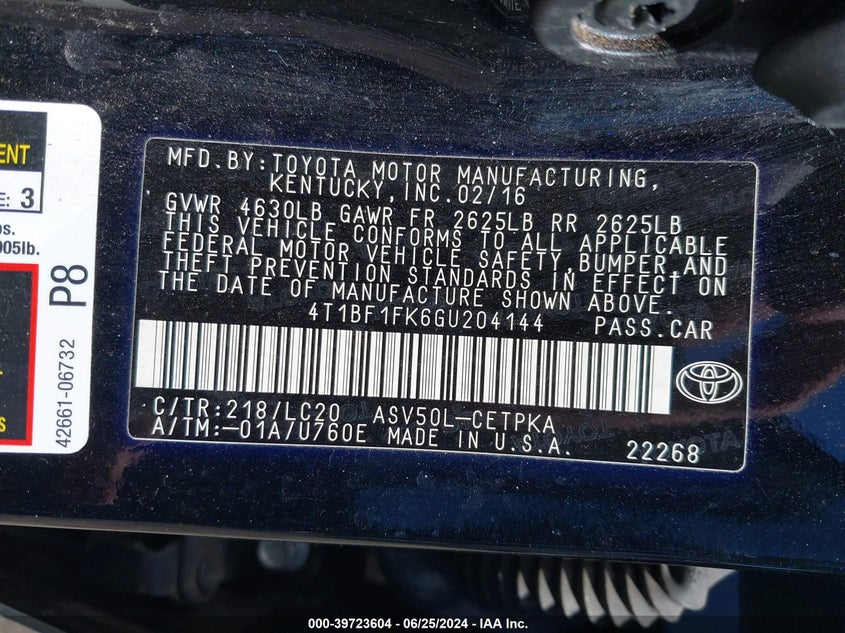 MFD.BY:TOYOTA MOTOR MANUFACTURING,
KENTUCKY,INC.02/16
GVWR 4630LB GAWR FR 2625LB RR 2625LB
THIS VEHICLE CONFORMS TO ALL APPLICABLE
FEDERAL MOTOR VEHICLE SAFETY,BUMPER,AND
THEFT PREVENTION STANDARDS IN EFFECT ON
THE DATE OF MANUFACTURE SHOWN ABOVE.
4T1BF1FK6GU204144 PASS.CAR
C/TR:218/LC20 ASV50L-CETPKA
A/TM:-01A/U760E MADE IN U.S.A.
22268
ENT
E: 3
905lb.
P8
42661-06732
S
000-39723604 / 06/25/2024 / IAA Inc.